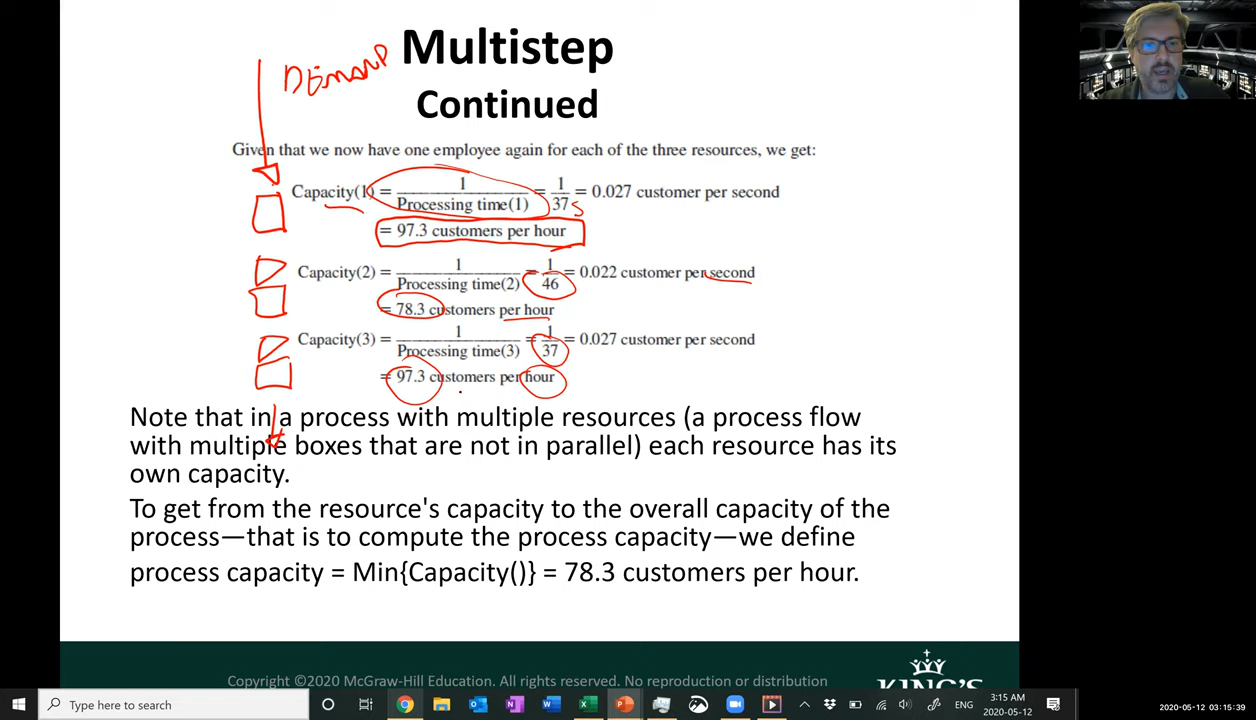 Multistep
DEMAND
Continued
Given that we now have one employee again for each of the three resources, we get:
Capacity(1) = 1 / Processing time(1) = 1 / 37 s = 0.027 customer per second
= 97.3 customers per hour
Capacity(2) = 1 / Processing time(2) = 1 / 46 = 0.022 customer per second
= 78.3 customers per hour
Capacity(3) = 1 / Processing time(3) = 1 / 37 = 0.027 customer per second
= 97.3 customers per hour
Note that in a process with multiple resources (a process flow
with multiple boxes that are not in parallel) each resource has its
own capacity.
To get from the resource's capacity to the overall capacity of the
process—that is to compute the process capacity—we define
process capacity = Min{Capacity()} = 78.3 customers per hour.
Copyright ©2020 McGraw-Hill Education. All rights reserved. No reproduction or distribution
KING'S
Type here to search
ENG
3:15 AM
2020-05-12
2020-05-12 03:15:39